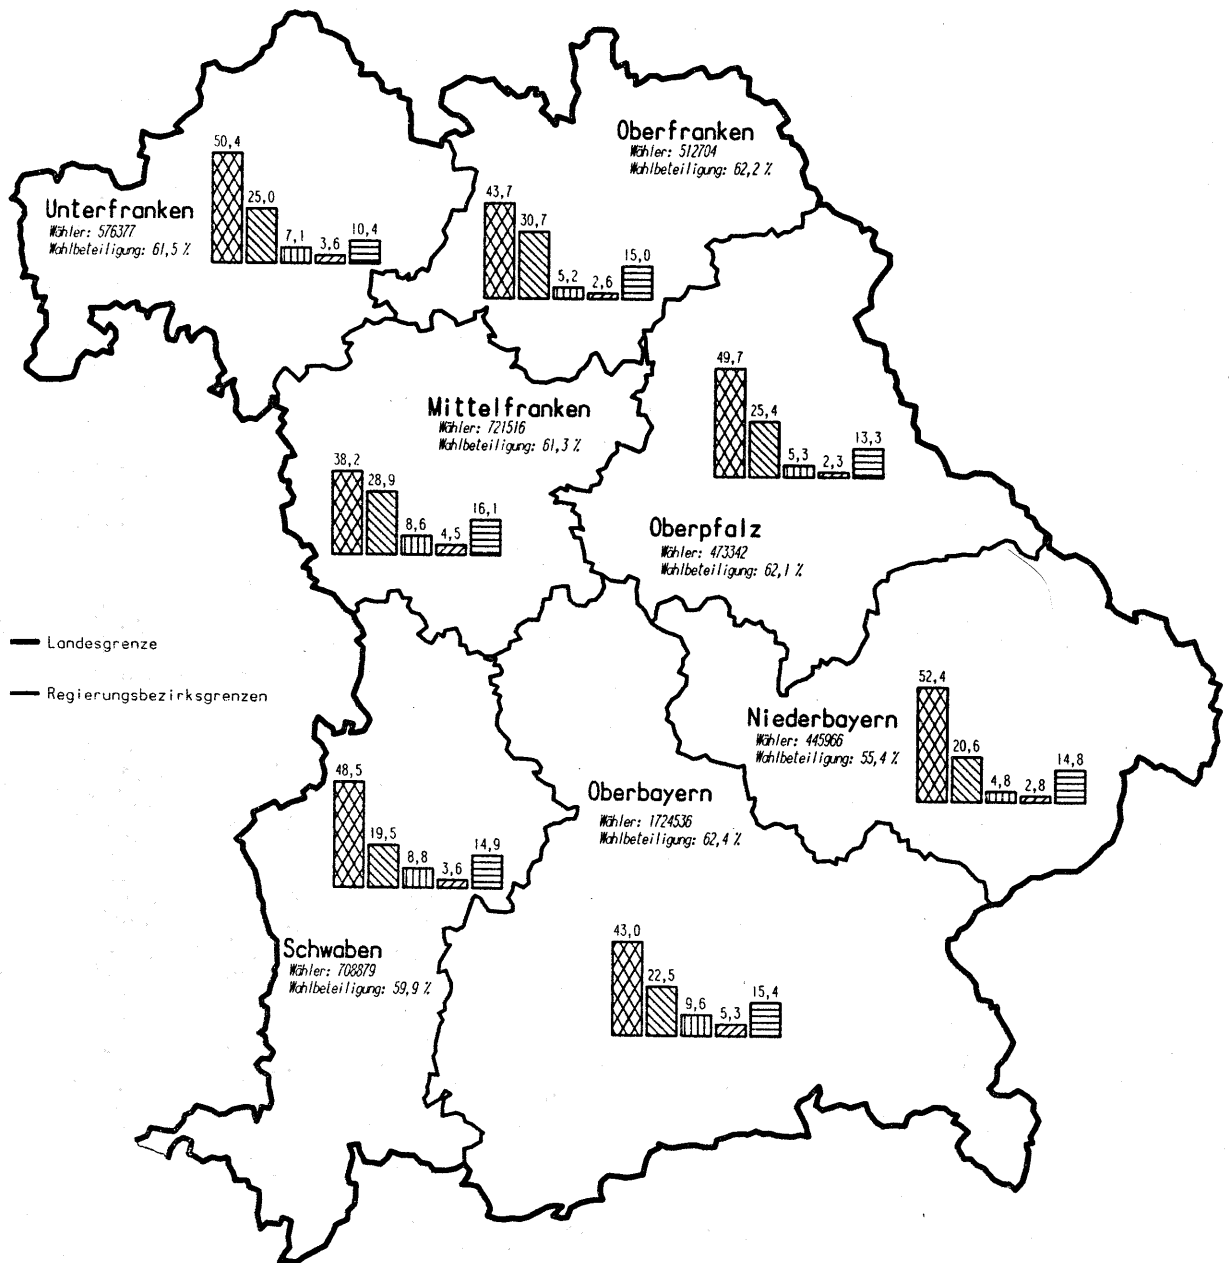 Oberfranken
Wähler: 512704
Wahlbeteiligung: 62,2 %
50,4
25,0
7,1
3,6
10,4
Unterfranken
Wähler: 576377
Wahlbeteiligung: 61,5 %
43,7
30,7
5,2
2,6
15,0
49,7
25,4
5,3
2,3
13,3
Mittelfranken
Wähler: 721516
Wahlbeteiligung: 61,3 %
38,2
28,9
8,6
4,5
16,1
Oberpfalz
Wähler: 473342
Wahlbeteiligung: 62,1 %
Landesgrenze
Regierungsbezirksgrenzen
52,4
20,6
4,8
2,8
14,8
Niederbayern
Wähler: 445966
Wahlbeteiligung: 55,4 %
48,5
19,5
8,8
3,6
14,9
Oberbayern
Wähler: 1724536
Wahlbeteiligung: 62,4 %
Schwaben
Wähler: 708879
Wahlbeteiligung: 59,9 %
43,0
22,5
9,6
5,3
15,4